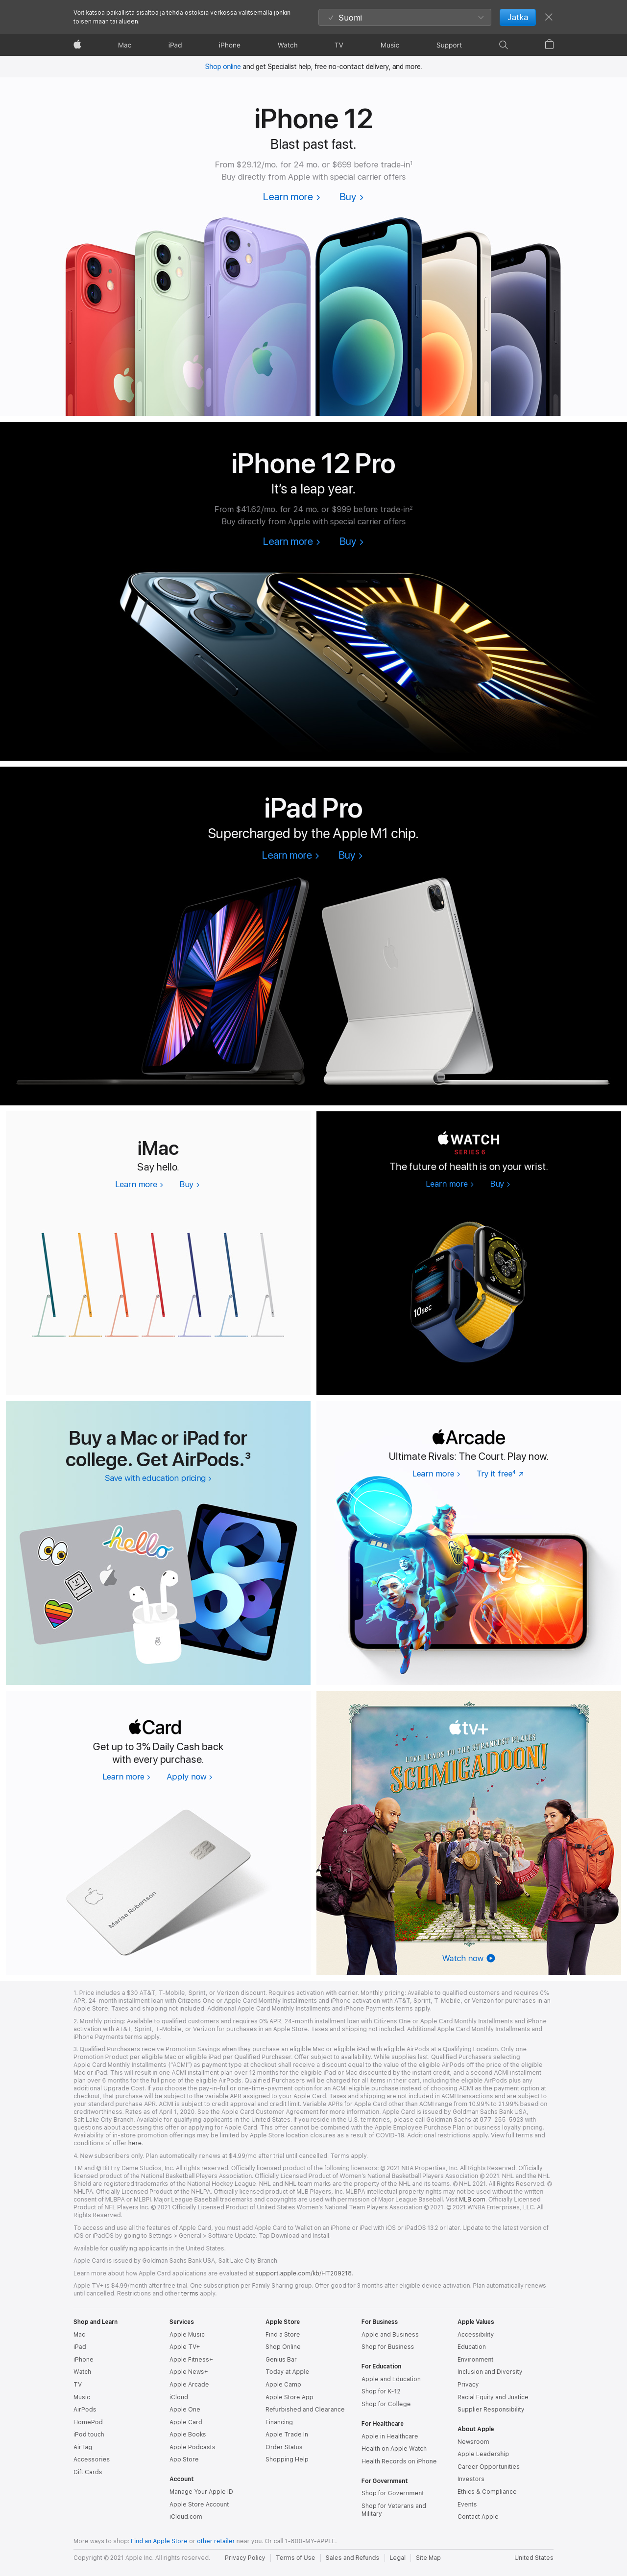 Voit katsoa paikallista sisältöä ja tehdä ostoksia verkossa valitsemalla jonkin
toisen maan tai alueen.
Suomi
Jatka
Mac iPad iPhone Watch TV Music Support
Shop online and get Specialist help, free no-contact delivery, and more.
iPhone 12
Blast past fast.
From $29.12/mo. for 24 mo. or $699 before trade-in¹
Buy directly from Apple with special carrier offers
Learn more > Buy >
iPhone 12 Pro
It's a leap year.
From $41.62/mo. for 24 mo. or $999 before trade-in²
Buy directly from Apple with special carrier offers
Learn more > Buy >
iPad Pro
Supercharged by the Apple M1 chip.
Learn more > Buy >
iMac
Say hello.
Learn more > Buy >
WATCH
SERIES 6
The future of health is on your wrist.
Learn more > Buy >
10sec
Buy a Mac or iPad for
college. Get AirPods.³
Save with education pricing >
hello
Arcade
Ultimate Rivals: The Court. Play now.
Learn more > Try it free⁴ ↗
Card
Get up to 3% Daily Cash back
with every purchase.
Learn more > Apply now >
Marisa Robertson
tv+
LOVE LEADS TO THE STRANGEST PLACES
SCHMIGADOON!
Watch now
1. Price includes a $30 AT&T, T-Mobile, Sprint, or Verizon discount. Requires activation with carrier. Monthly pricing: Available to qualified customers and requires 0%
APR, 24-month installment loan with Citizens One or Apple Card Monthly Installments and iPhone activation with AT&T, Sprint, T-Mobile, or Verizon for purchases in an
Apple Store. Taxes and shipping not included. Additional Apple Card Monthly Installments and iPhone Payments terms apply.
2. Monthly pricing: Available to qualified customers and requires 0% APR, 24-month installment loan with Citizens One or Apple Card Monthly Installments and iPhone
activation with AT&T, Sprint, T-Mobile, or Verizon for purchases in an Apple Store. Taxes and shipping not included. Additional Apple Card Monthly Installments and
iPhone Payments terms apply.
3. Qualified Purchasers receive Promotion Savings when they purchase an eligible Mac or eligible iPad with eligible AirPods at a Qualifying Location. Only one
Promotion Product per eligible Mac or eligible iPad per Qualified Purchaser. Offer subject to availability. While supplies last. Qualified Purchasers selecting
Apple Card Monthly Installments ("ACMI") as payment type at checkout shall receive a discount equal to the value of the eligible AirPods off the price of the eligible
Mac or iPad. This will result in one ACMI installment plan over 12 months for the eligible iPad or Mac discounted by the instant credit, and a second ACMI installment
plan over 6 months for the full price of the eligible AirPods. Qualified Purchasers will be charged for all items in their cart, including the eligible AirPods plus any
additional Upgrade Cost. If you choose the pay-in-full or one-time-payment option for an ACMI eligible purchase instead of choosing ACMI as the payment option at
checkout, that purchase will be subject to the variable APR assigned to your Apple Card. Taxes and shipping are not included in ACMI transactions and are subject to
your standard purchase APR. ACMI is subject to credit approval and credit limit. Variable APRs for Apple Card other than ACMI range from 10.99% to 21.99% based on
creditworthiness. Rates as of April 1, 2020. See the Apple Card Customer Agreement for more information. Apple Card is issued by Goldman Sachs Bank USA,
Salt Lake City Branch. Available for qualifying applicants in the United States. If you reside in the U.S. territories, please call Goldman Sachs at 877-255-5923 with
questions about accessing this offer or applying for Apple Card. This offer cannot be combined with the Apple Employee Purchase Plan or business loyalty pricing.
Availability of in-store promotion offerings may be limited by Apple Store location closures as a result of COVID-19. Additional restrictions apply. View full terms and
conditions of offer here.
4. New subscribers only. Plan automatically renews at $4.99/mo after trial until cancelled. Terms apply.
TM and © Bit Fry Game Studios, Inc. All rights reserved. Officially licensed product of the following licensors: © 2021 NBA Properties, Inc. All Rights Reserved. Officially
licensed product of the National Basketball Players Association. Officially Licensed Product of Women's National Basketball Players Association © 2021. NHL and the NHL
Shield are registered trademarks of the National Hockey League. NHL and NHL team marks are the property of the NHL and its teams. © NHL 2021. All Rights Reserved. ©
NHLPA. Officially Licensed Product of the NHLPA. Officially licensed product of MLB Players, Inc. MLBPA intellectual property rights may not be used without the written
consent of MLBPA or MLBPI. Major League Baseball trademarks and copyrights are used with permission of Major League Baseball. Visit MLB.com. Officially Licensed
Product of NFL Players Inc. © 2021 Officially Licensed Product of United States Women's National Team Players Association © 2021. © 2021 WNBA Enterprises, LLC. All
Rights Reserved.
To access and use all the features of Apple Card, you must add Apple Card to Wallet on an iPhone or iPad with iOS or iPadOS 13.2 or later. Update to the latest version of
iOS or iPadOS by going to Settings > General > Software Update. Tap Download and Install.
Available for qualifying applicants in the United States.
Apple Card is issued by Goldman Sachs Bank USA, Salt Lake City Branch.
Learn more about how Apple Card applications are evaluated at support.apple.com/kb/HT209218.
Apple TV+ is $4.99/month after free trial. One subscription per Family Sharing group. Offer good for 3 months after eligible device activation. Plan automatically renews
until cancelled. Restrictions and other terms apply.
Shop and Learn
Mac
iPad
iPhone
Watch
TV
Music
AirPods
HomePod
iPod touch
AirTag
Accessories
Gift Cards
Services
Apple Music
Apple TV+
Apple Fitness+
Apple News+
Apple Arcade
iCloud
Apple One
Apple Card
Apple Books
Apple Podcasts
App Store
Account
Manage Your Apple ID
Apple Store Account
iCloud.com
Apple Store
Find a Store
Shop Online
Genius Bar
Today at Apple
Apple Camp
Apple Store App
Refurbished and Clearance
Financing
Apple Trade In
Order Status
Shopping Help
For Business
Apple and Business
Shop for Business
For Education
Apple and Education
Shop for K-12
Shop for College
For Healthcare
Apple in Healthcare
Health on Apple Watch
Health Records on iPhone
For Government
Shop for Government
Shop for Veterans and
Military
Apple Values
Accessibility
Education
Environment
Inclusion and Diversity
Privacy
Racial Equity and Justice
Supplier Responsibility
About Apple
Newsroom
Apple Leadership
Career Opportunities
Investors
Ethics & Compliance
Events
Contact Apple
More ways to shop: Find an Apple Store or other retailer near you. Or call 1-800-MY-APPLE.
Copyright © 2021 Apple Inc. All rights reserved. Privacy Policy Terms of Use Sales and Refunds Legal Site Map United States